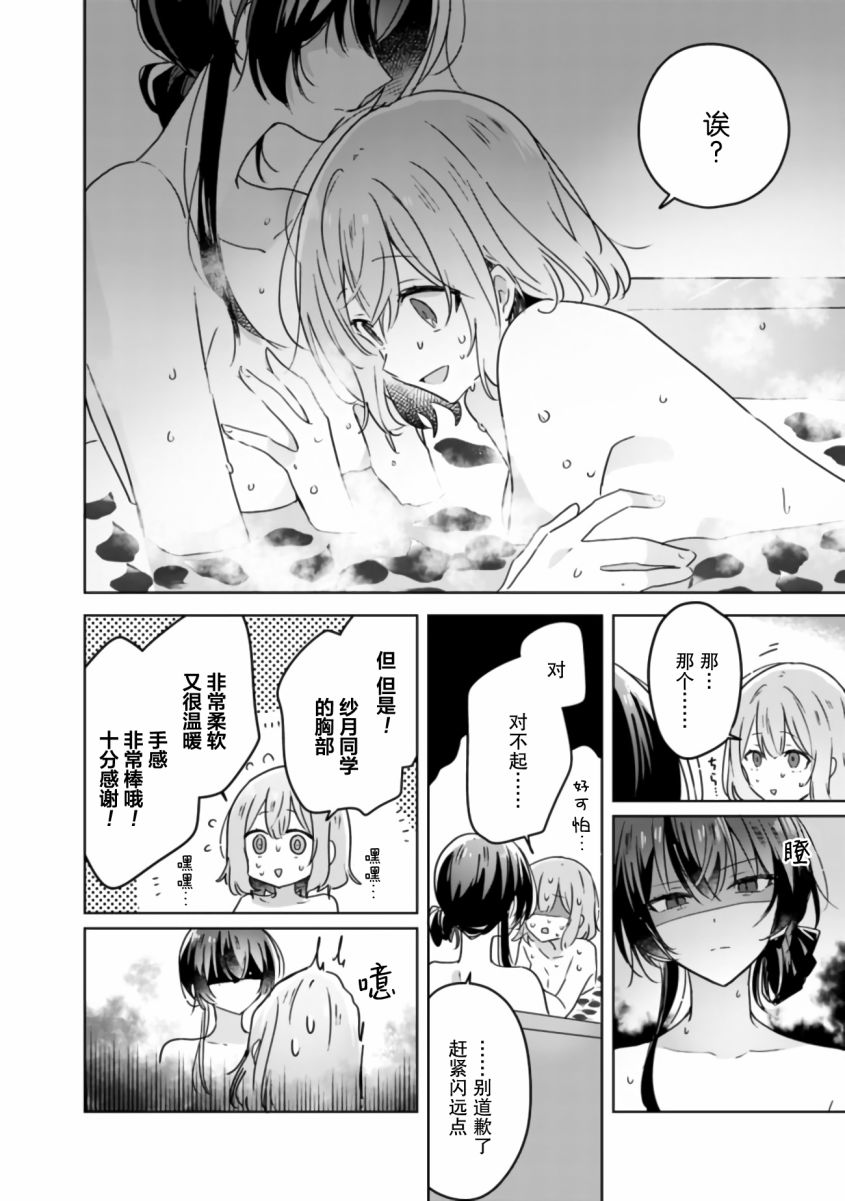 诶？
那⋯
那个⋯⋯
ちら
瞪
对
对不起⋯⋯
好可怕⋯
⋯⋯别道歉了
赶紧闪远点
但 但是！
纱月同学
的胸部
非常柔软
又很温暖
手感
非常棒哦！
十分感谢！
嘿嘿⋯
嘿嘿⋯
噫